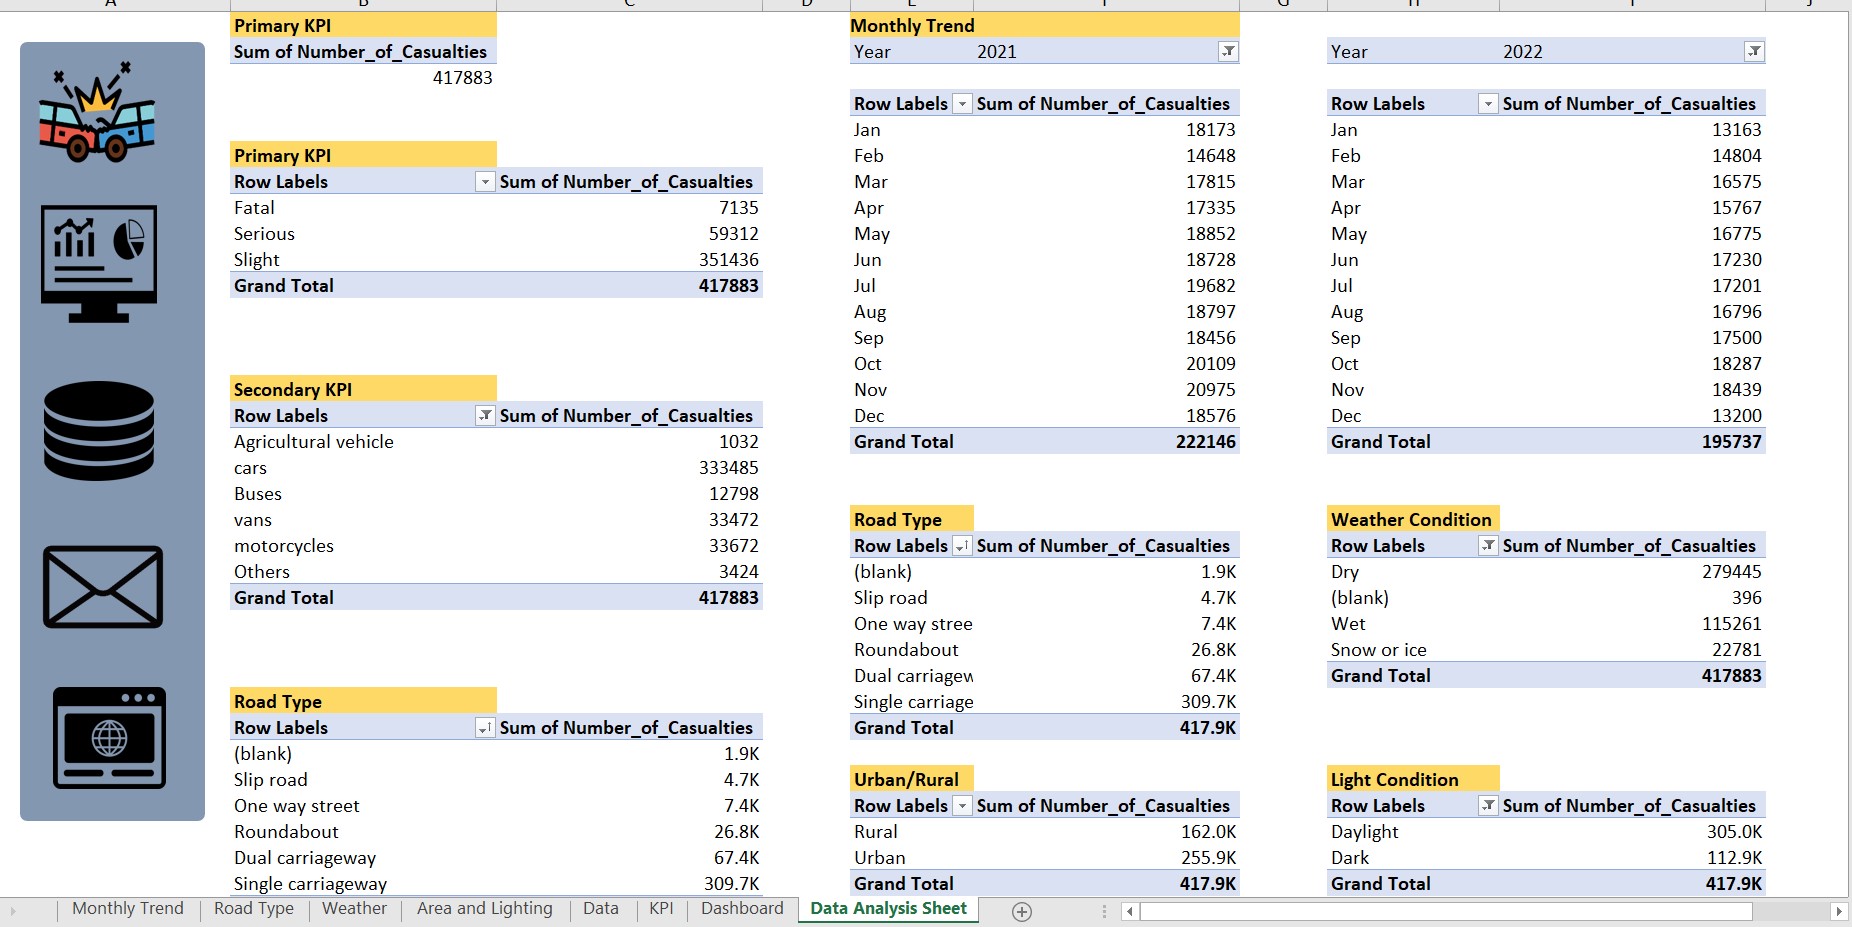 Primary KPI
Sum of Number_of_Casualties
417883
Primary KPI
Row Labels Sum of Number_of_Casualties
Fatal 7135
Serious 59312
Slight 351436
Grand Total 417883
Secondary KPI
Row Labels Sum of Number_of_Casualties
Agricultural vehicle 1032
cars 333485
Buses 12798
vans 33472
motorcycles 33672
Others 3424
Grand Total 417883
Road Type
Row Labels Sum of Number_of_Casualties
(blank) 1.9K
Slip road 4.7K
One way street 7.4K
Roundabout 26.8K
Dual carriageway 67.4K
Single carriageway 309.7K
Monthly Trend
Year 2021
Row Labels Sum of Number_of_Casualties
Jan 18173
Feb 14648
Mar 17815
Apr 17335
May 18852
Jun 18728
Jul 19682
Aug 18797
Sep 18456
Oct 20109
Nov 20975
Dec 18576
Grand Total 222146
Road Type
Row Labels Sum of Number_of_Casualties
(blank) 1.9K
Slip road 4.7K
One way stree 7.4K
Roundabout 26.8K
Dual carriagew 67.4K
Single carriage 309.7K
Grand Total 417.9K
Urban/Rural
Row Labels Sum of Number_of_Casualties
Rural 162.0K
Urban 255.9K
Grand Total 417.9K
Year 2022
Row Labels Sum of Number_of_Casualties
Jan 13163
Feb 14804
Mar 16575
Apr 15767
May 16775
Jun 17230
Jul 17201
Aug 16796
Sep 17500
Oct 18287
Nov 18439
Dec 13200
Grand Total 195737
Weather Condition
Row Labels Sum of Number_of_Casualties
Dry 279445
(blank) 396
Wet 115261
Snow or ice 22781
Grand Total 417883
Light Condition
Row Labels Sum of Number_of_Casualties
Daylight 305.0K
Dark 112.9K
Grand Total 417.9K
Monthly Trend Road Type Weather Area and Lighting Data KPI Dashboard Data Analysis Sheet